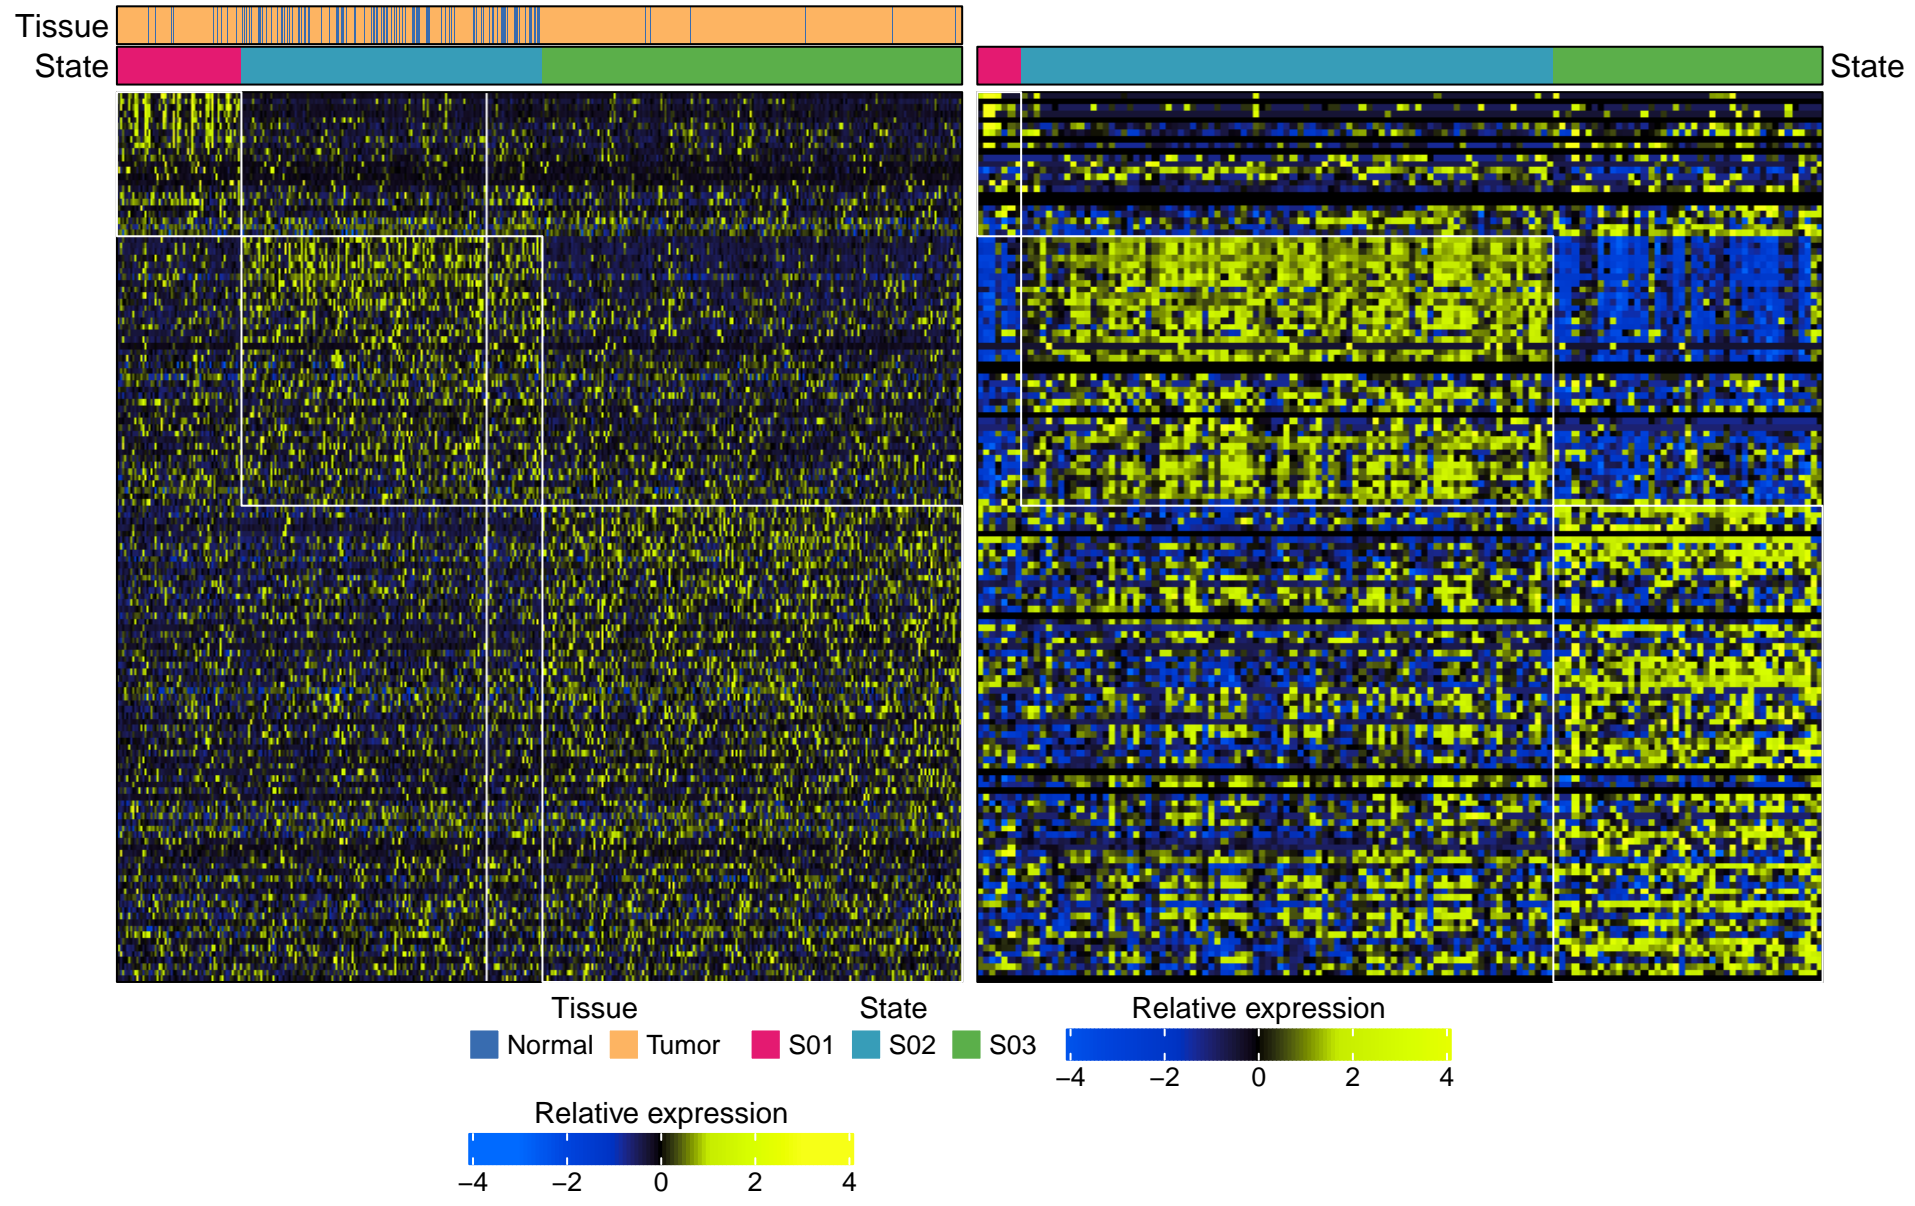 Tissue
State
State
Tissue
Normal Tumor
State
S01 S02 S03
Relative expression
−4 −2 0 2 4
Relative expression
−4 −2 0 2 4